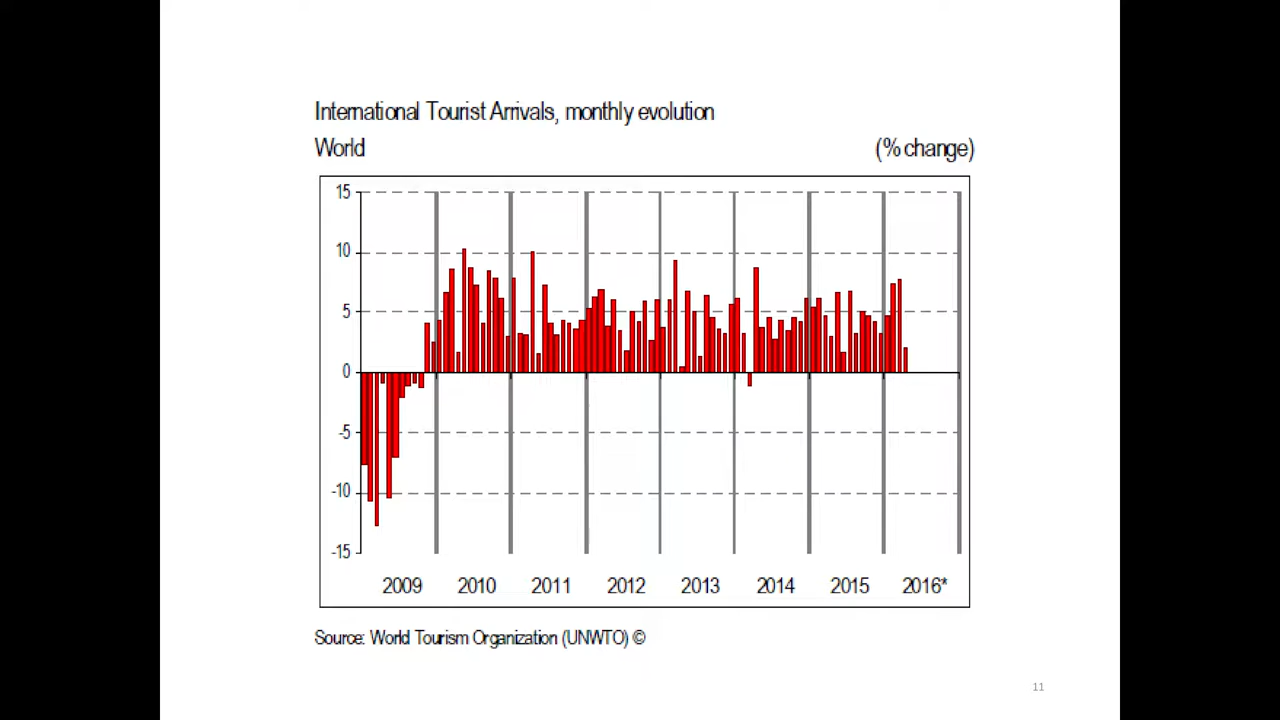 International Tourist Arrivals, monthly evolution
World (% change)
15
10
5
0
-5
-10
-15
2009 2010 2011 2012 2013 2014 2015 2016*
Source: World Tourism Organization (UNWTO) ©
11